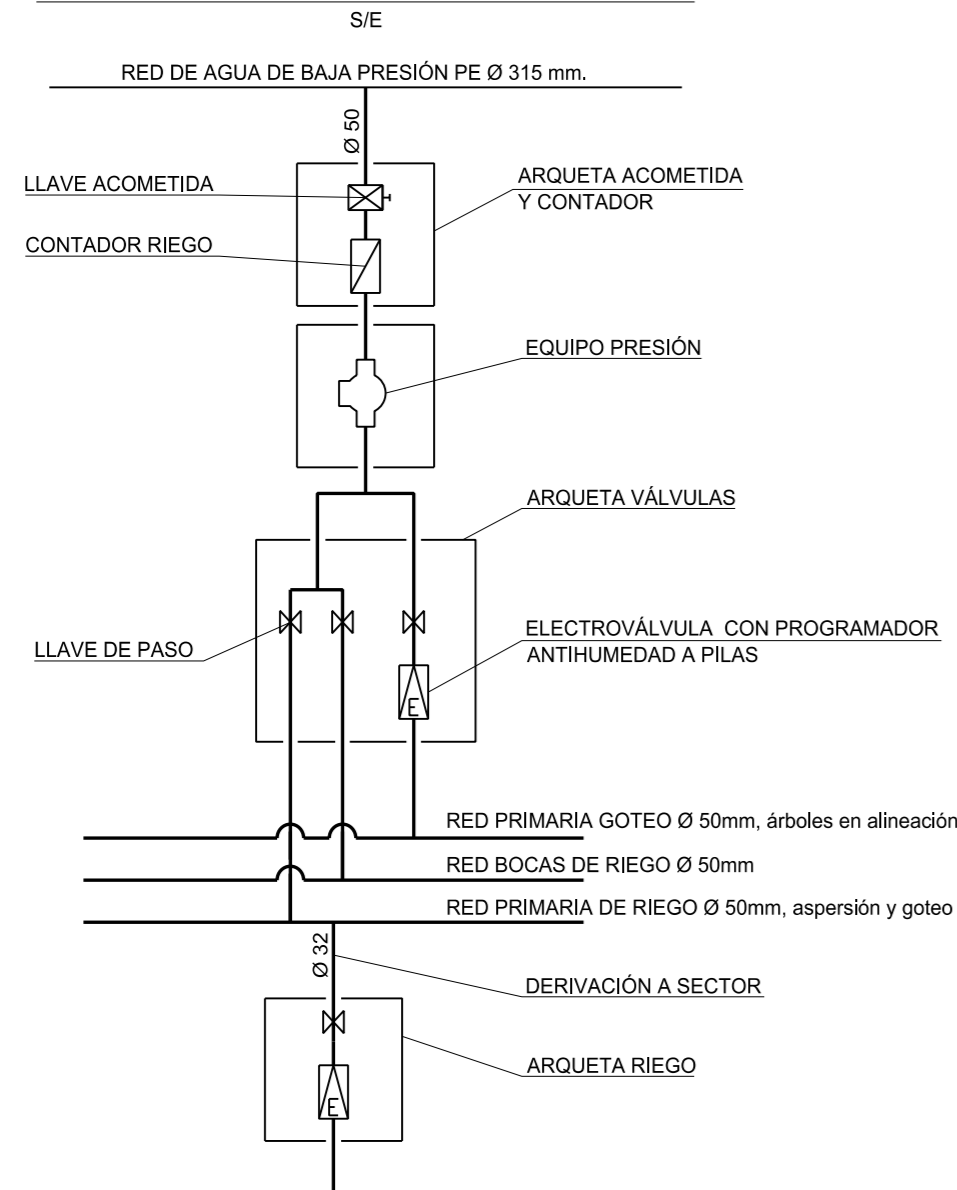 S/E
RED DE AGUA DE BAJA PRESIÓN PE Ø 315 mm.
Ø 50
LLAVE ACOMETIDA
ARQUETA ACOMETIDA
Y CONTADOR
CONTADOR RIEGO
EQUIPO PRESIÓN
ARQUETA VÁLVULAS
LLAVE DE PASO
ELECTROVÁLVULA CON PROGRAMADOR
ANTIHUMEDAD A PILAS
E
RED PRIMARIA GOTEO Ø 50mm, árboles en alineación
RED BOCAS DE RIEGO Ø 50mm
RED PRIMARIA DE RIEGO Ø 50mm, aspersión y goteo
Ø 32
DERIVACIÓN A SECTOR
ARQUETA RIEGO
E